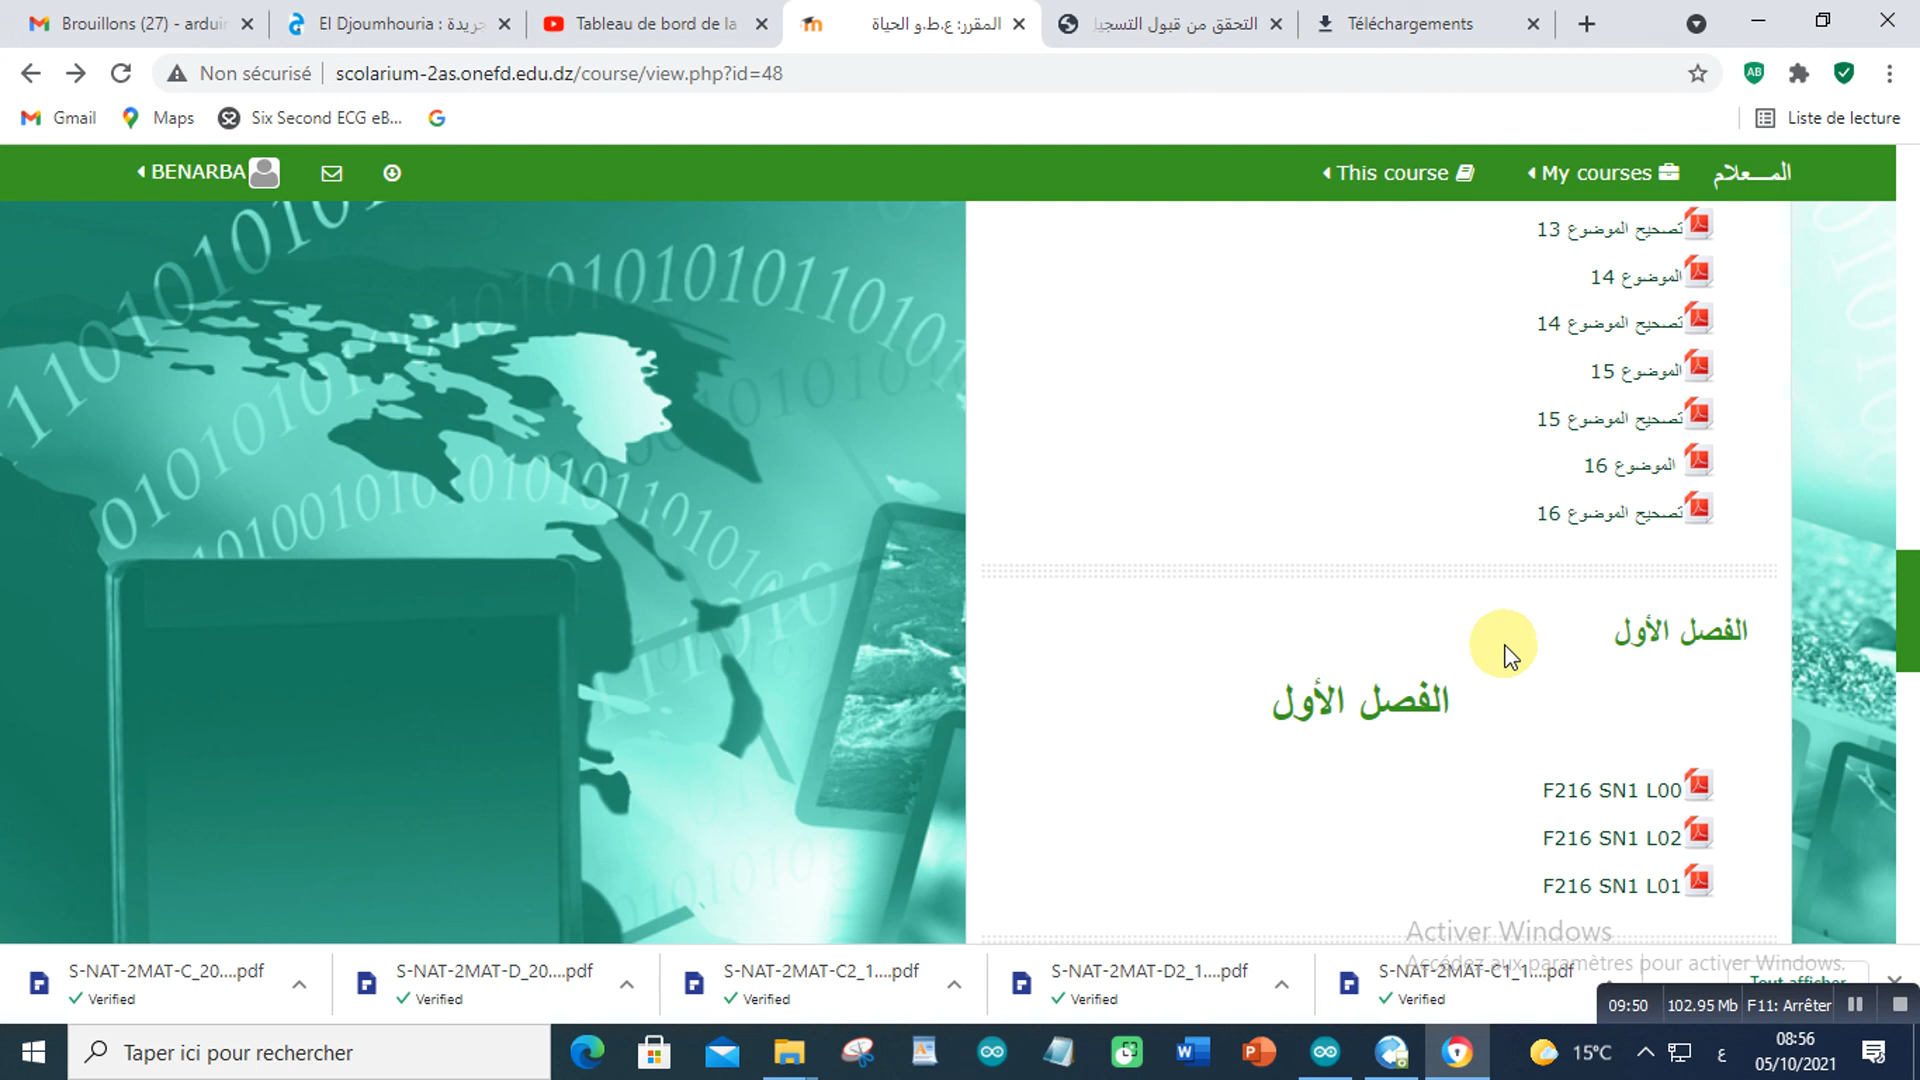 Brouillons (27) - arduir
El Djoumhouria : جريدة
Tableau de bord de la
المقرر: ع.ط.و الحياة
التحقق من قبول التسجيل
Téléchargements
Non sécurisé
scolarium-2as.onefd.edu.dz/course/view.php?id=48
Gmail
Maps
Six Second ECG eB...
Liste de lecture
BENARBA
This course
My courses
المـــعلام
تصحيح الموضوع 13
الموضوع 14
تصحيح الموضوع 14
الموضوع 15
تصحيح الموضوع 15
الموضوع 16
تصحيح الموضوع 16
الفصل الأول
الفصل الأول
F216 SN1 L00
F216 SN1 L02
F216 SN1 L01
Activer Windows
Accédez aux paramètres pour activer Windows.
S-NAT-2MAT-C_20....pdf
Verified
S-NAT-2MAT-D_20....pdf
Verified
S-NAT-2MAT-C2_1....pdf
Verified
S-NAT-2MAT-D2_1....pdf
Verified
S-NAT-2MAT-C1_1....pdf
Verified
Tout afficher
09:50
102.95 Mb
F11: Arrêter
Taper ici pour rechercher
15°C
ع
08:56
05/10/2021